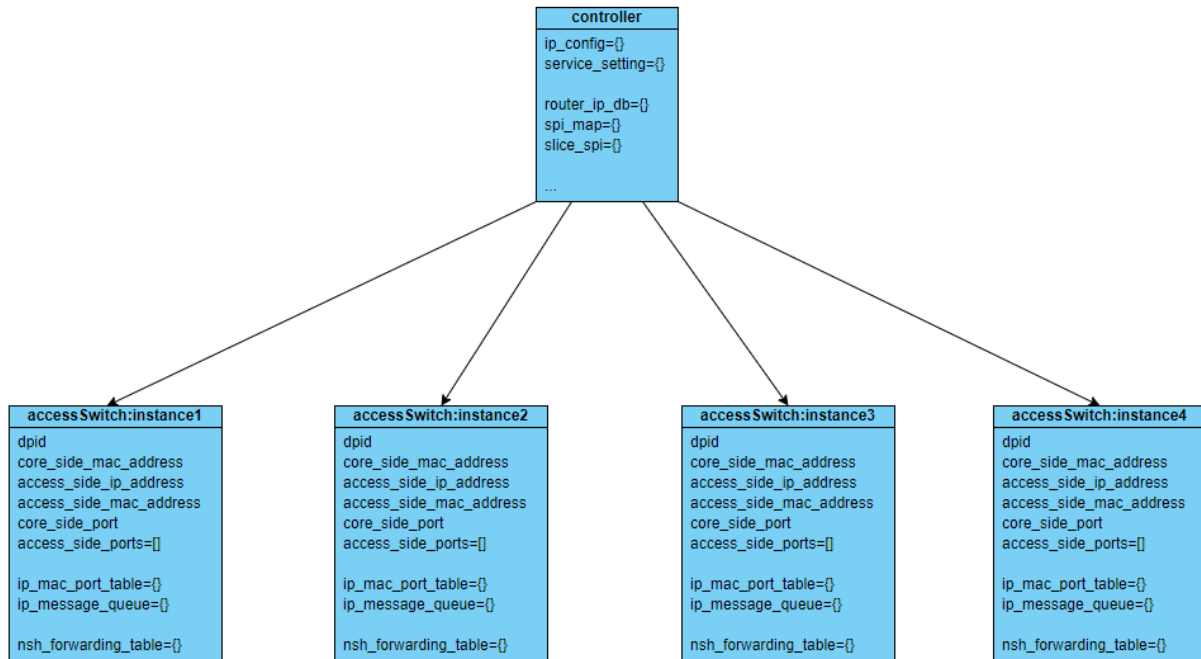 controller
ip_config={}
service_setting={}
router_ip_db={}
spi_map={}
slice_spi={}
...
accessSwitch:instance1
dpid
core_side_mac_address
access_side_ip_address
access_side_mac_address
core_side_port
access_side_ports=[]
ip_mac_port_table={}
ip_message_queue={}
nsh_forwarding_table={}
accessSwitch:instance2
dpid
core_side_mac_address
access_side_ip_address
access_side_mac_address
core_side_port
access_side_ports=[]
ip_mac_port_table={}
ip_message_queue={}
nsh_forwarding_table={}
accessSwitch:instance3
dpid
core_side_mac_address
access_side_ip_address
access_side_mac_address
core_side_port
access_side_ports=[]
ip_mac_port_table={}
ip_message_queue={}
nsh_forwarding_table={}
accessSwitch:instance4
dpid
core_side_mac_address
access_side_ip_address
access_side_mac_address
core_side_port
access_side_ports=[]
ip_mac_port_table={}
ip_message_queue={}
nsh_forwarding_table={}